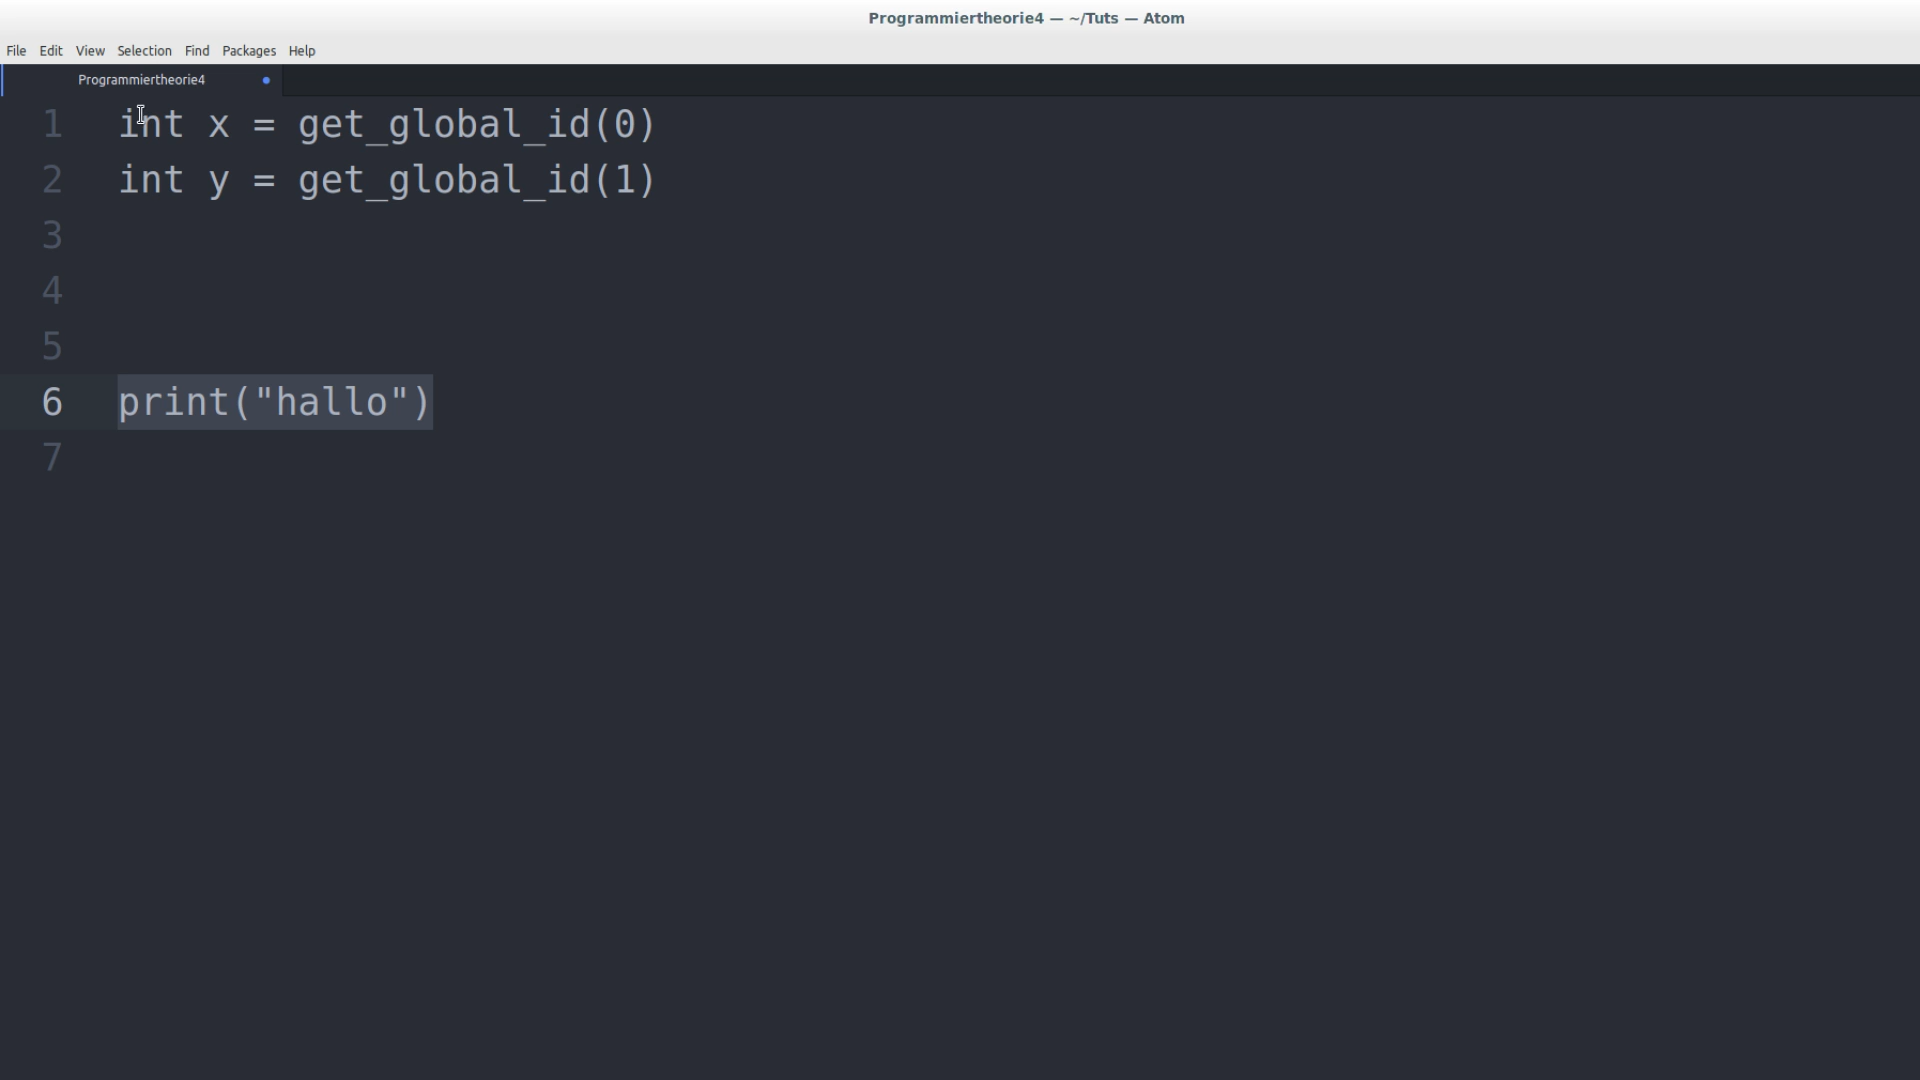 Programmiertheorie4 — ~/Tuts — Atom
File Edit View Selection Find Packages Help
Programmiertheorie4
1 int x = get_global_id(0)
2 int y = get_global_id(1)
3
4
5
6 print("hallo")
7